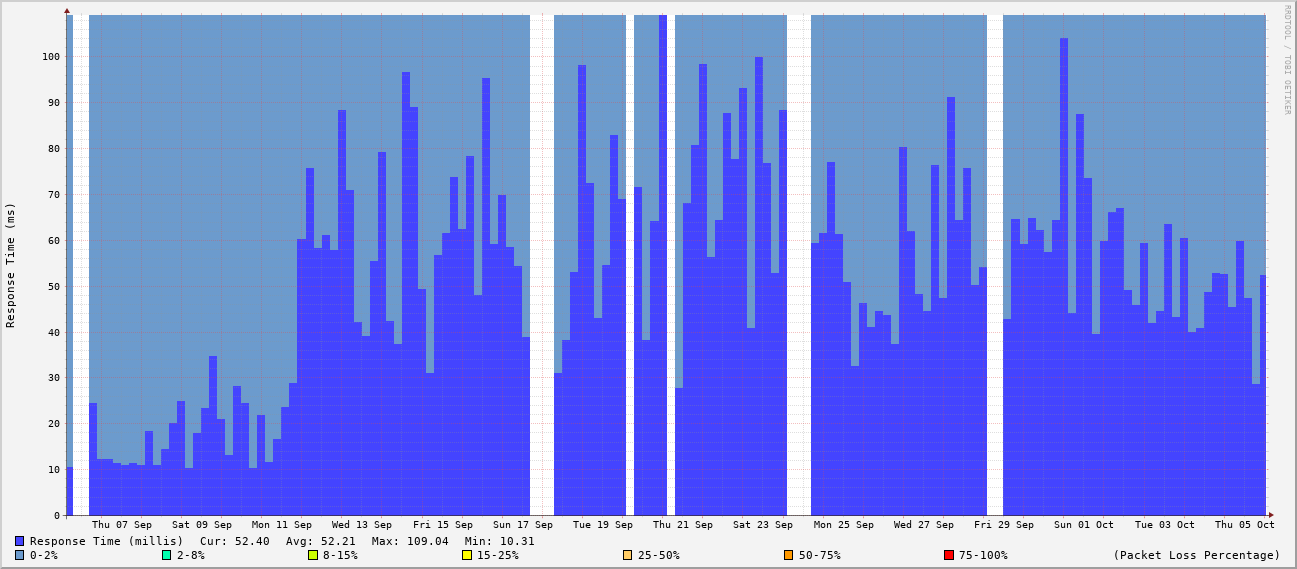 RRDTOOL / TOBI OETIKER
Response Time (ms)
100
90
80
70
60
50
40
30
20
10
0
Thu 07 Sep Sat 09 Sep Mon 11 Sep Wed 13 Sep Fri 15 Sep Sun 17 Sep Tue 19 Sep Thu 21 Sep Sat 23 Sep Mon 25 Sep Wed 27 Sep Fri 29 Sep Sun 01 Oct Tue 03 Oct Thu 05 Oct
Response Time (millis) Cur: 52.40 Avg: 52.21 Max: 109.04 Min: 10.31
0-2% 2-8% 8-15% 15-25% 25-50% 50-75% 75-100% (Packet Loss Percentage)